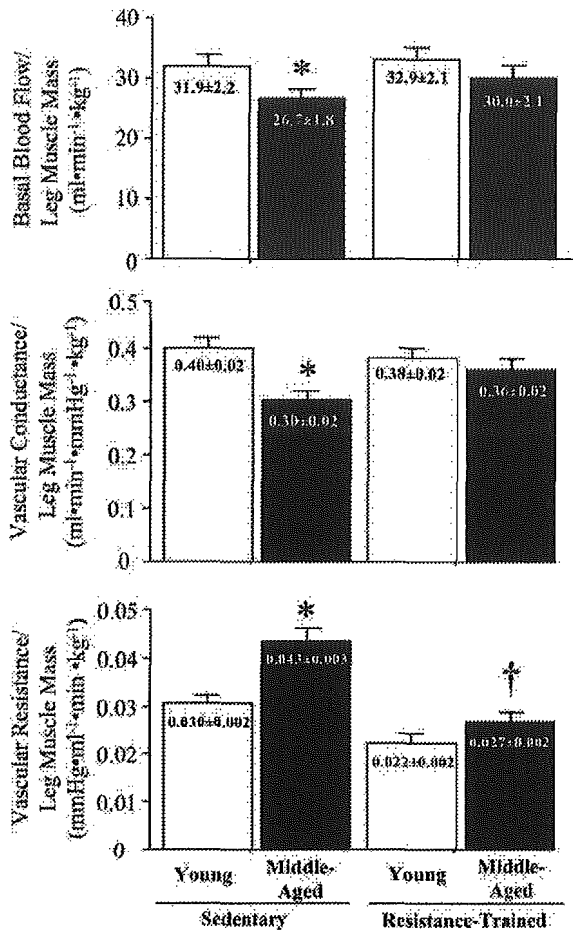 Basal Blood Flow/
Leg Muscle Mass
(ml•min⁻¹•kg⁻¹)
40
30
20
10
0
31.9±2.2
*
26.7±1.8
32.9±2.1
30.0±2.1
Vascular Conductance/
Leg Muscle Mass
(ml•min⁻¹•mmHg⁻¹•kg⁻¹)
0.5
0.4
0.3
0.2
0.1
0
0.40±0.02
*
0.30±0.02
0.38±0.02
0.36±0.02
Vascular Resistance/
Leg Muscle Mass
(mmHg•ml⁻¹•min•kg⁻¹)
0.05
0.04
0.03
0.02
0.01
0
0.030±0.002
*
0.043±0.003
0.022±0.002
†
0.027±0.002
Young
Middle-
Aged
Young
Middle-
Aged
Sedentary
Resistance-Trained